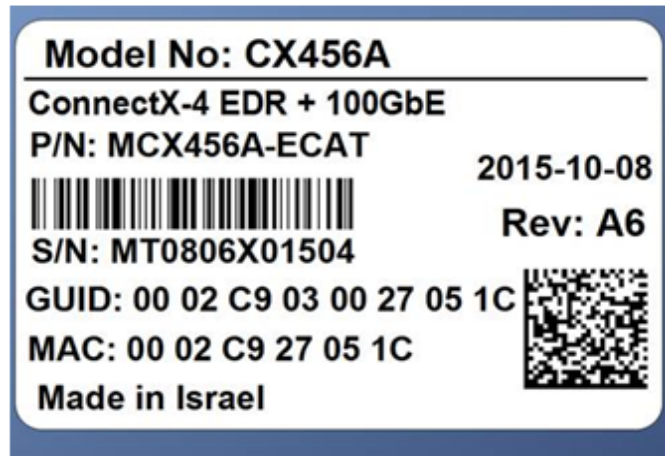 Model No: CX456A
ConnectX-4 EDR + 100GbE
P/N: MCX456A-ECAT
2015-10-08
Rev: A6
S/N: MT0806X01504
GUID: 00 02 C9 03 00 27 05 1C
MAC: 00 02 C9 27 05 1C
Made in Israel